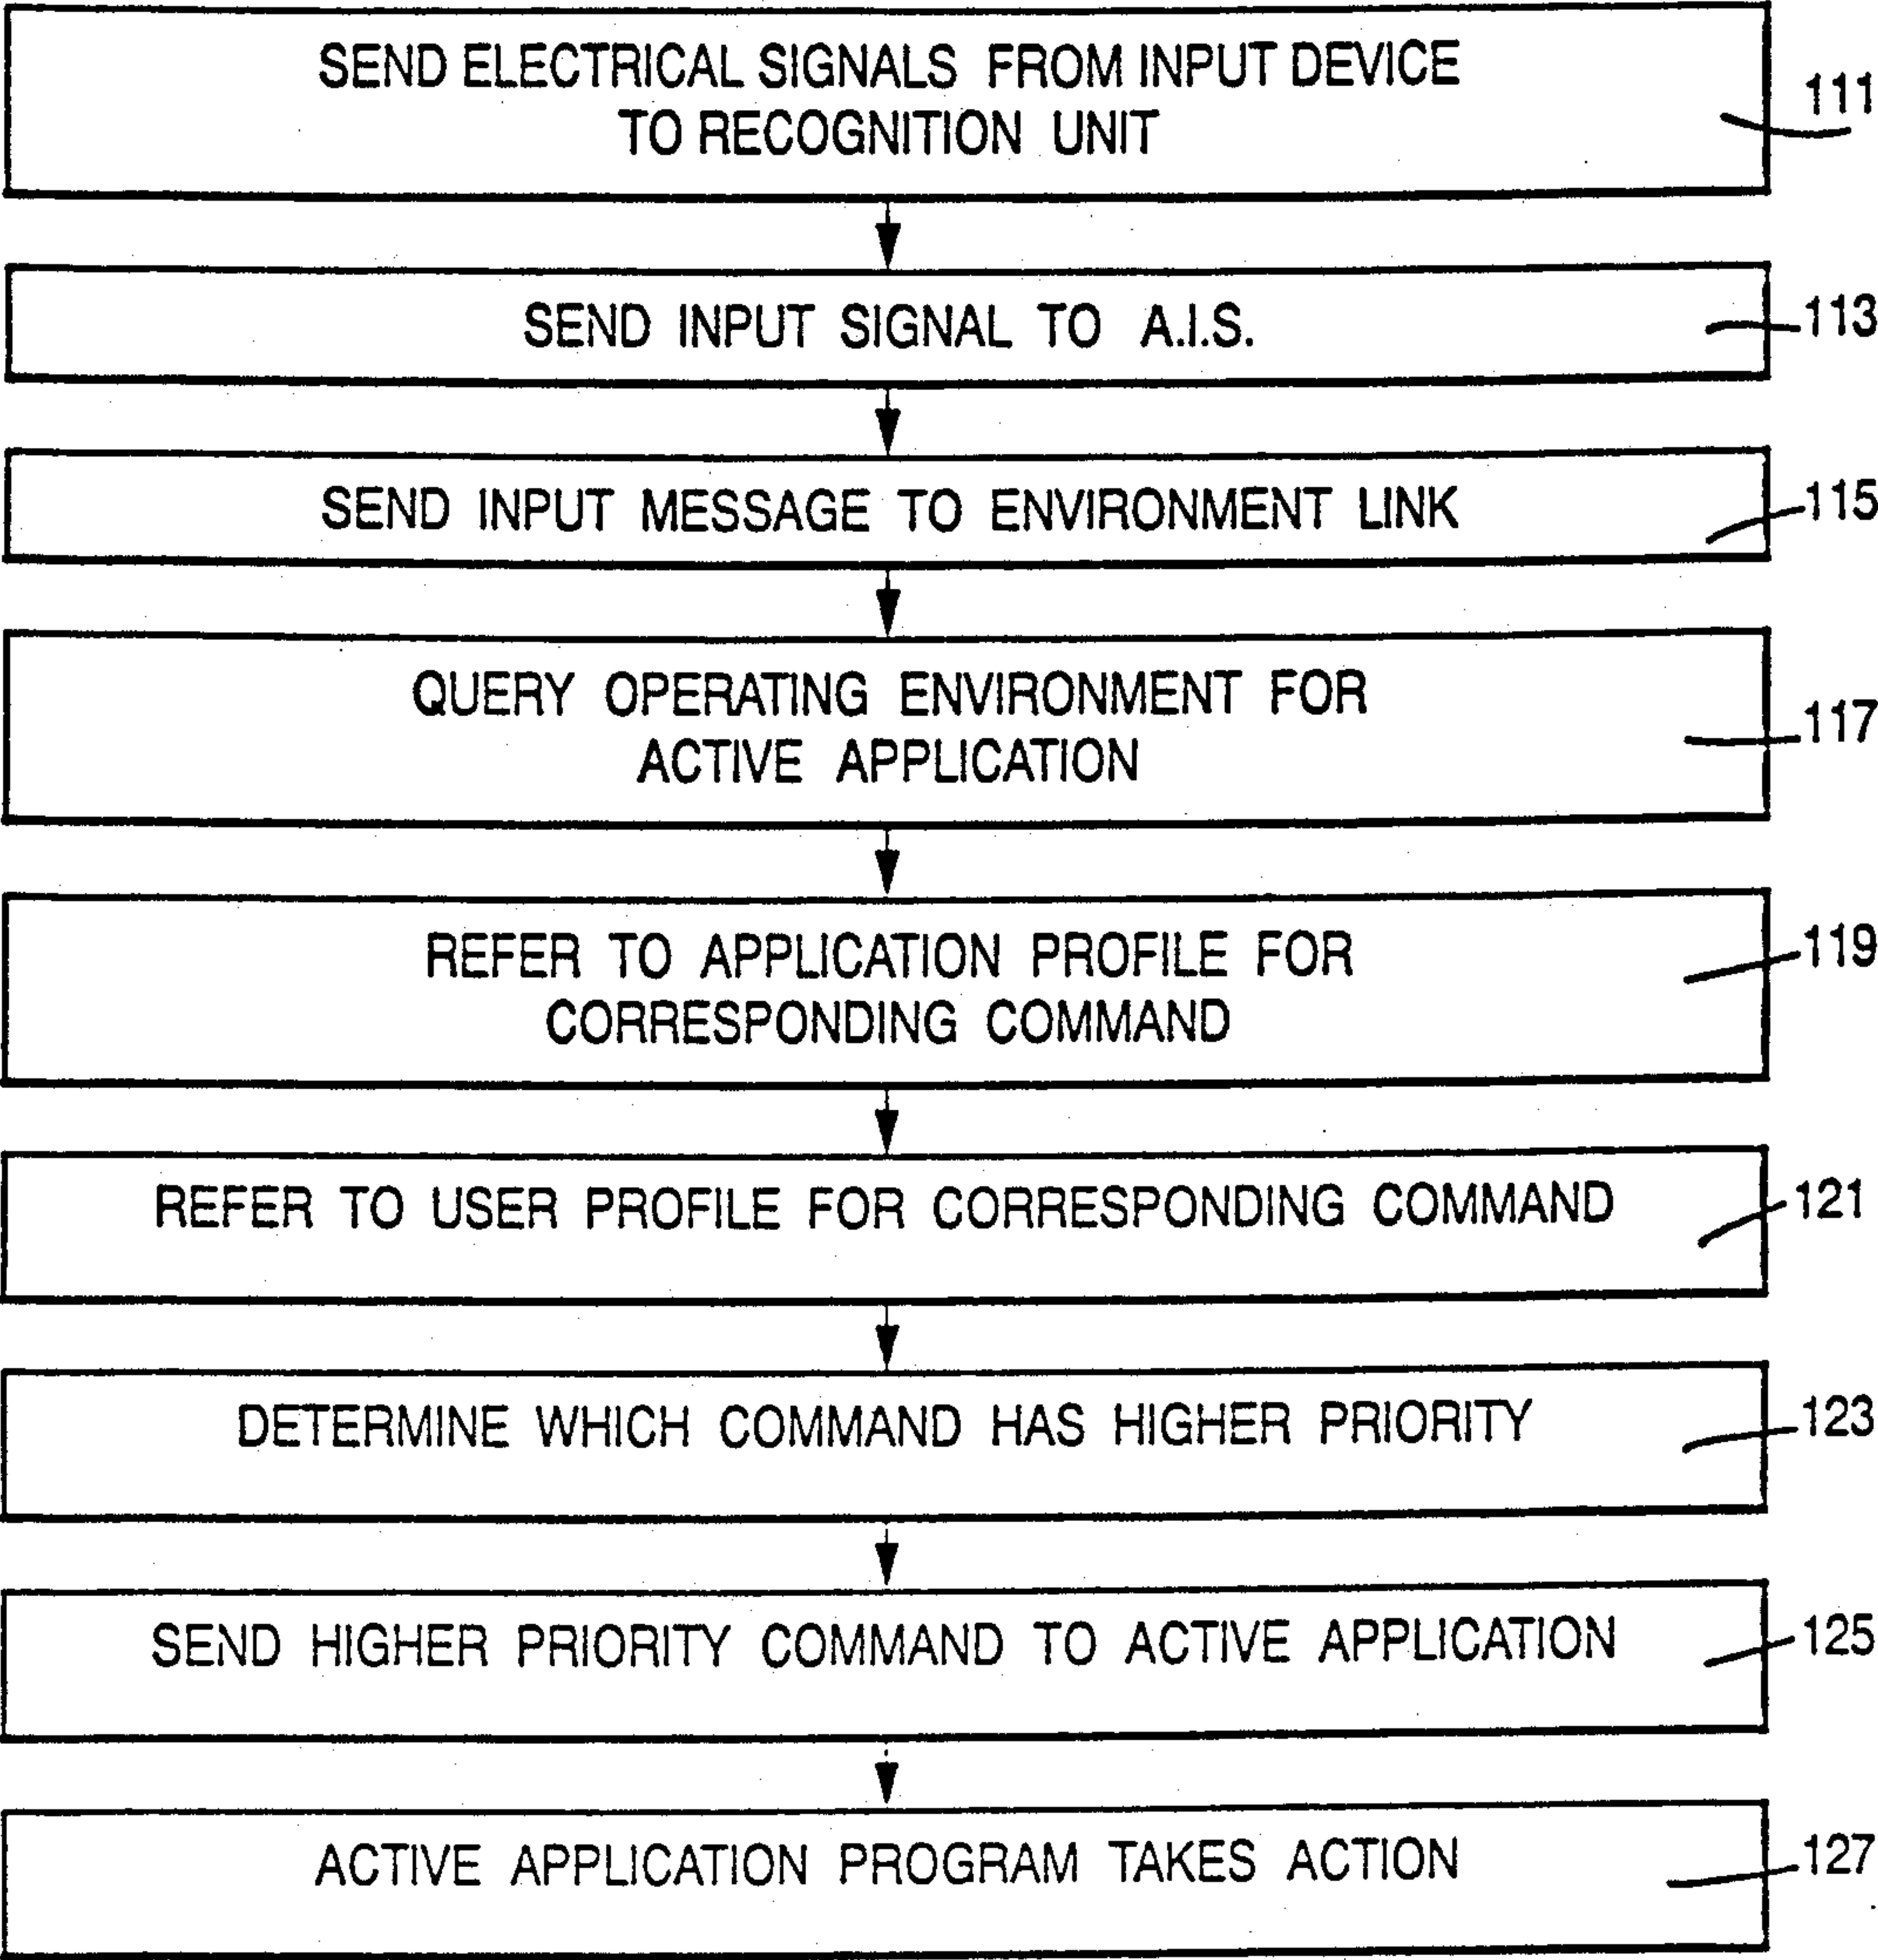 SEND ELECTRICAL SIGNALS FROM INPUT DEVICE
TO RECOGNITION UNIT
111
SEND INPUT SIGNAL TO A.I.S.
113
SEND INPUT MESSAGE TO ENVIRONMENT LINK
115
QUERY OPERATING ENVIRONMENT FOR
ACTIVE APPLICATION
117
REFER TO APPLICATION PROFILE FOR
CORRESPONDING COMMAND
119
REFER TO USER PROFILE FOR CORRESPONDING COMMAND
121
DETERMINE WHICH COMMAND HAS HIGHER PRIORITY
123
SEND HIGHER PRIORITY COMMAND TO ACTIVE APPLICATION
125
ACTIVE APPLICATION PROGRAM TAKES ACTION
127